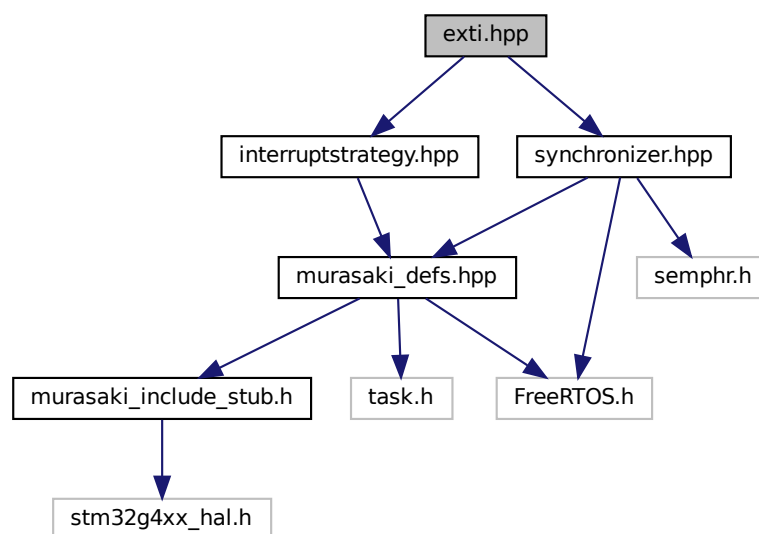 exti.hpp
interruptstrategy.hpp
synchronizer.hpp
murasaki_defs.hpp
semphr.h
murasaki_include_stub.h
task.h
FreeRTOS.h
stm32g4xx_hal.h